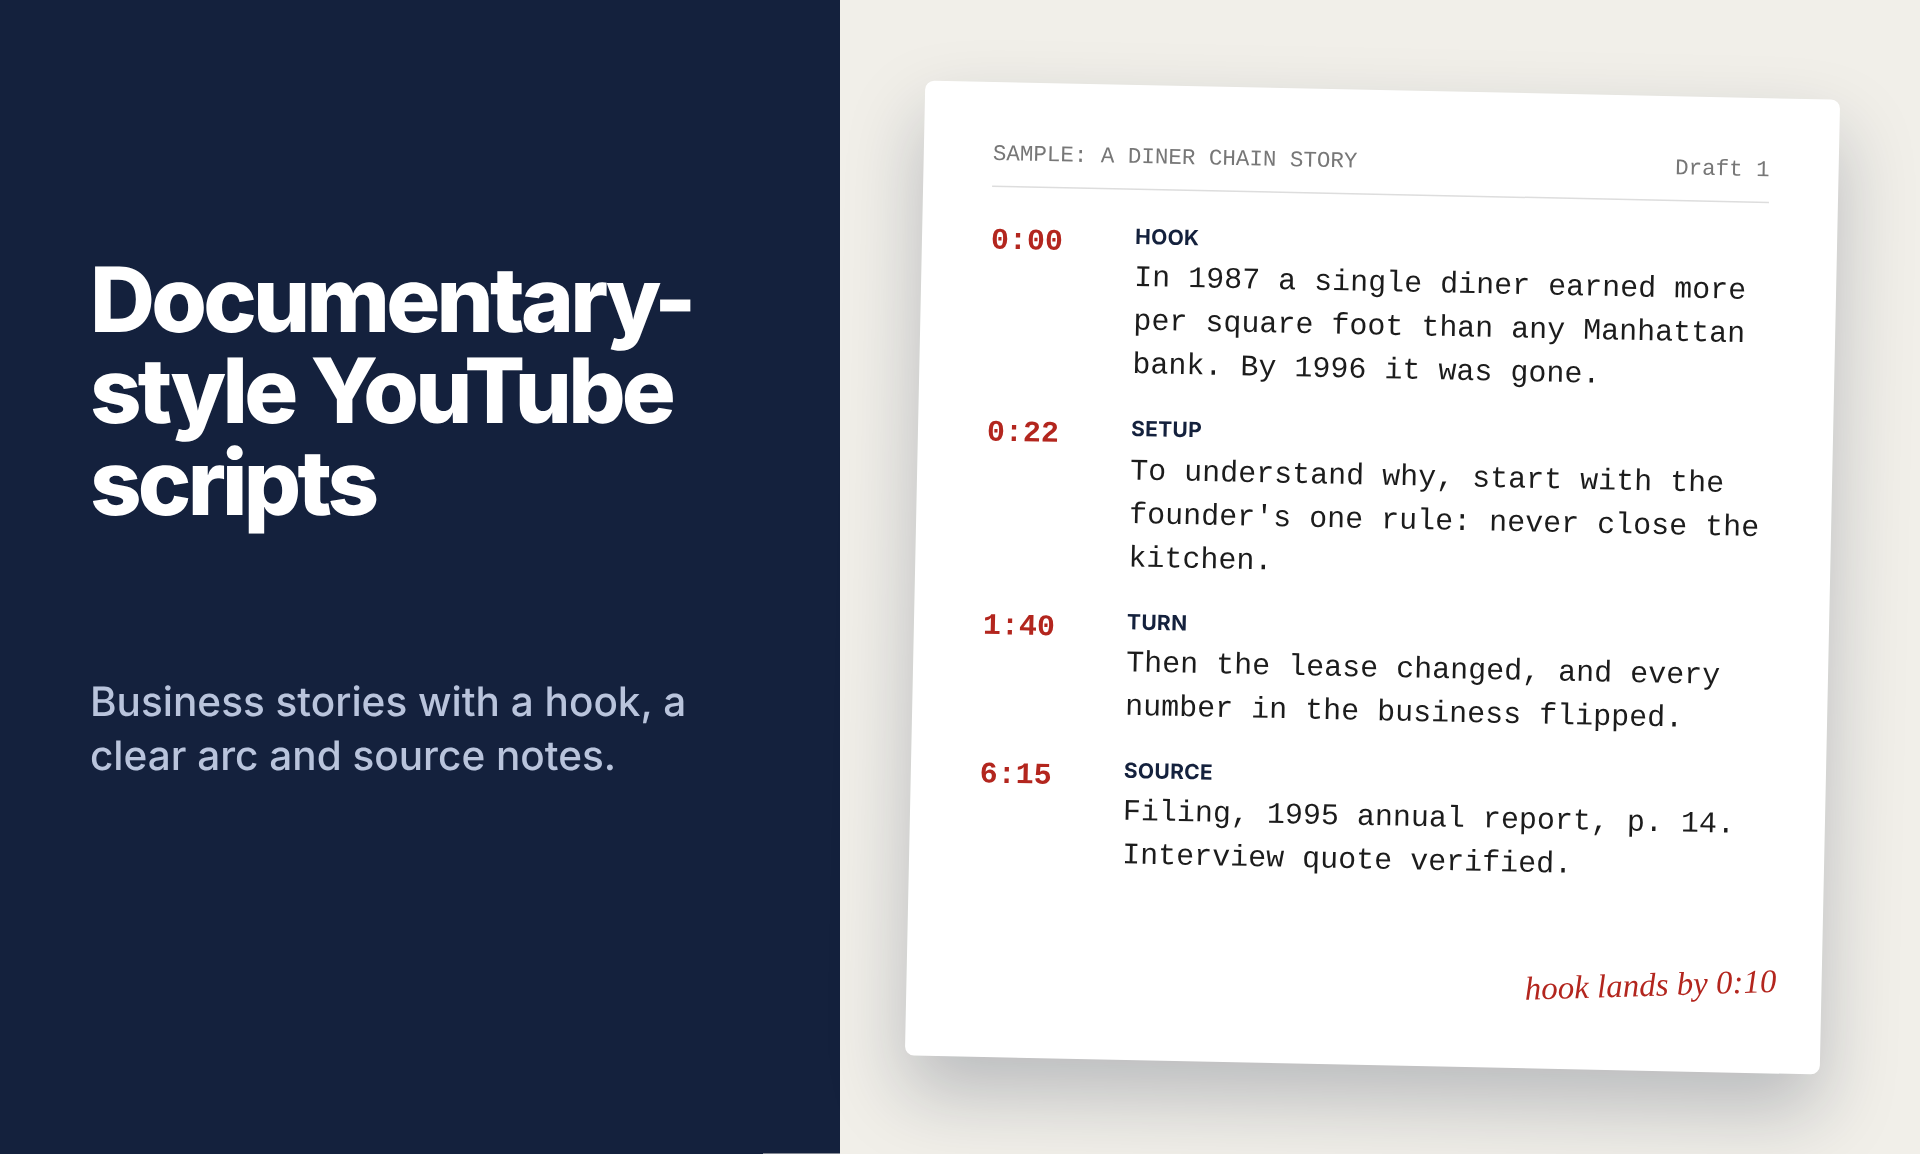 Documentary-
style YouTube
scripts
Business stories with a hook, a
clear arc and source notes.
SAMPLE: A DINER CHAIN STORY
Draft 1
0:00
HOOK
In 1987 a single diner earned more
per square foot than any Manhattan
bank. By 1996 it was gone.
0:22
SETUP
To understand why, start with the
founder's one rule: never close the
kitchen.
1:40
TURN
Then the lease changed, and every
number in the business flipped.
6:15
SOURCE
Filing, 1995 annual report, p. 14.
Interview quote verified.
hook lands by 0:10